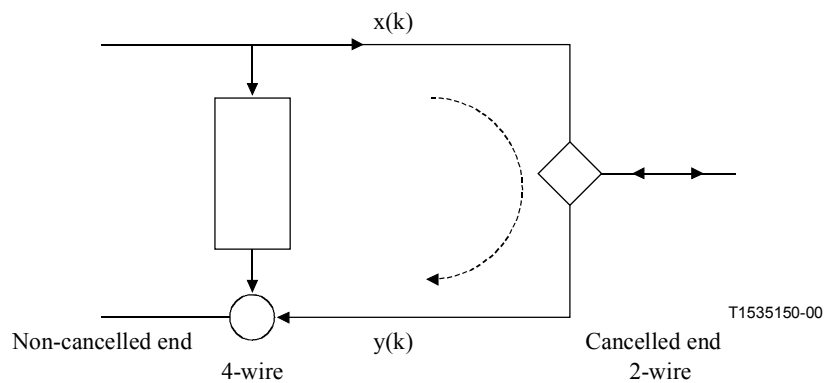 x(k)
T1535150-00
Non-cancelled end
y(k)
Cancelled end
4-wire
2-wire